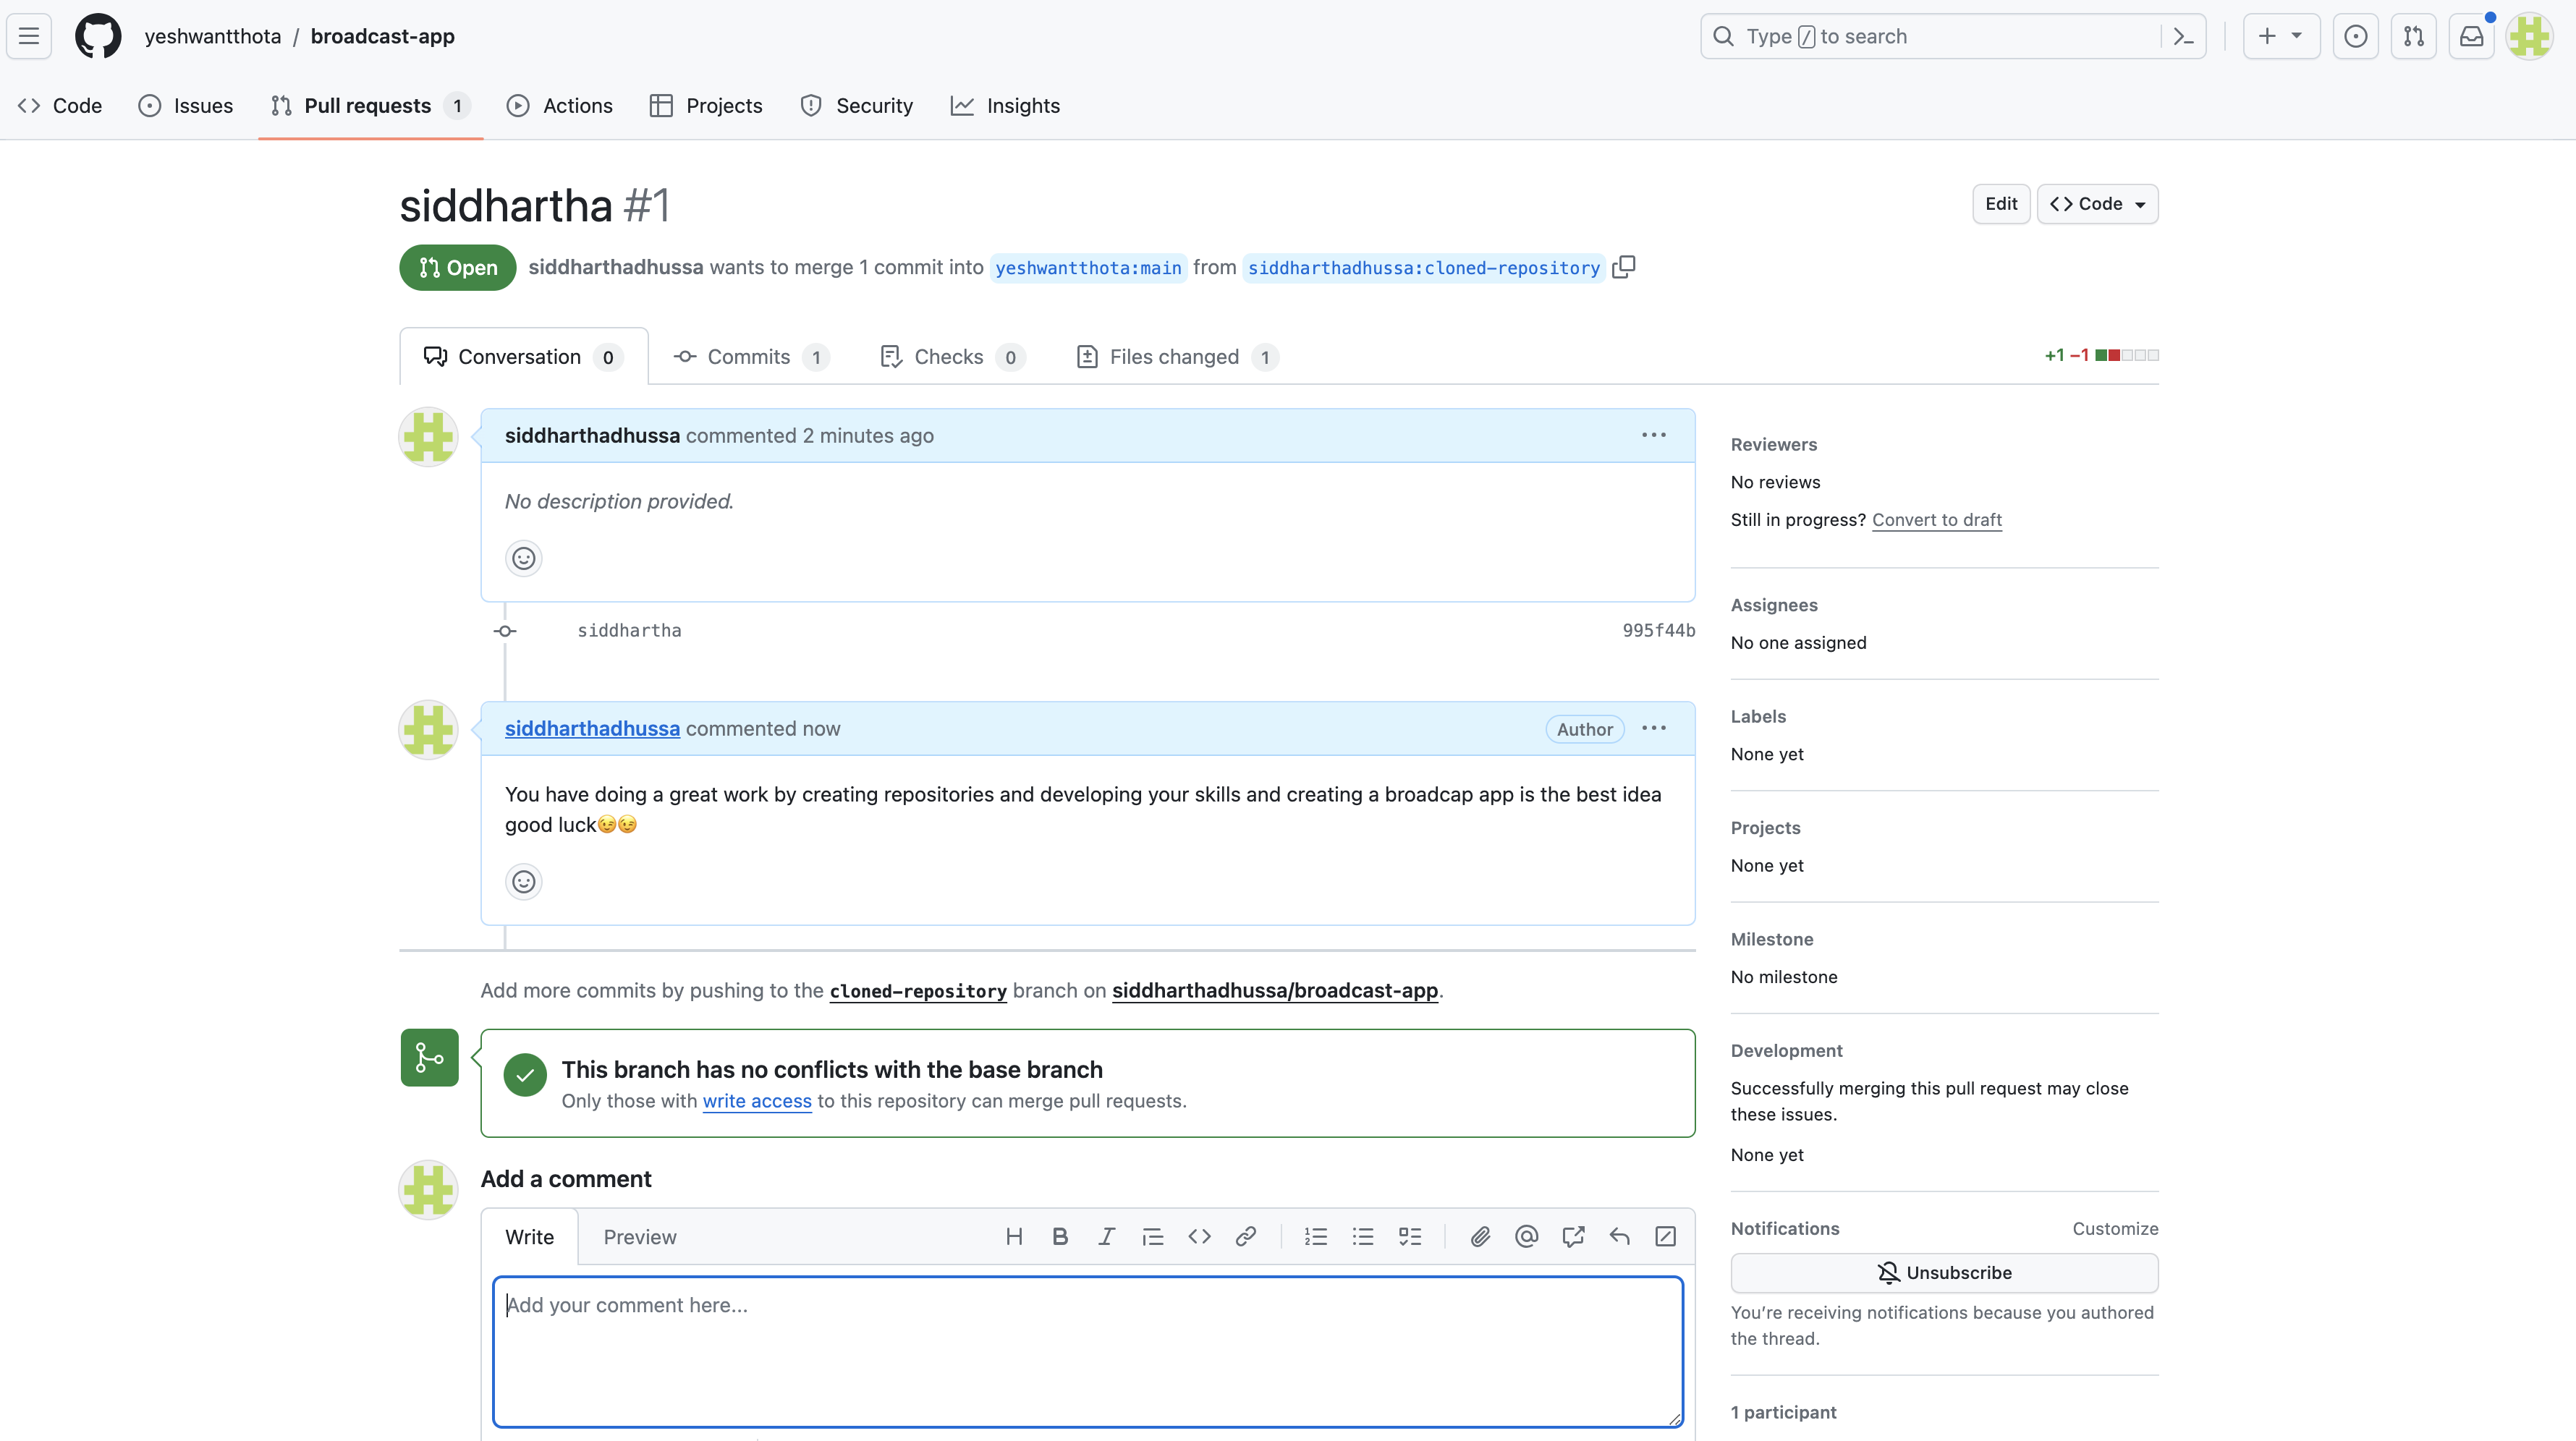 yeshwantthota / broadcast-app
Type / to search
Code Issues Pull requests 1 Actions Projects Security Insights
siddhartha #1
Edit Code
Open siddharthadhussa wants to merge 1 commit into yeshwantthota:main from siddharthadhussa:cloned-repository
Conversation 0 Commits 1 Checks 0 Files changed 1
+1 −1
siddharthadhussa commented 2 minutes ago
No description provided.
siddhartha 995f44b
siddharthadhussa commented now Author
You have doing a great work by creating repositories and developing your skills and creating a broadcap app is the best idea
good luck😉😉
Add more commits by pushing to the cloned-repository branch on siddharthadhussa/broadcast-app.
This branch has no conflicts with the base branch
Only those with write access to this repository can merge pull requests.
Add a comment
Write Preview
Add your comment here...
Reviewers
No reviews
Still in progress? Convert to draft
Assignees
No one assigned
Labels
None yet
Projects
None yet
Milestone
No milestone
Development
Successfully merging this pull request may close
these issues.
None yet
Notifications Customize
Unsubscribe
You’re receiving notifications because you authored
the thread.
1 participant